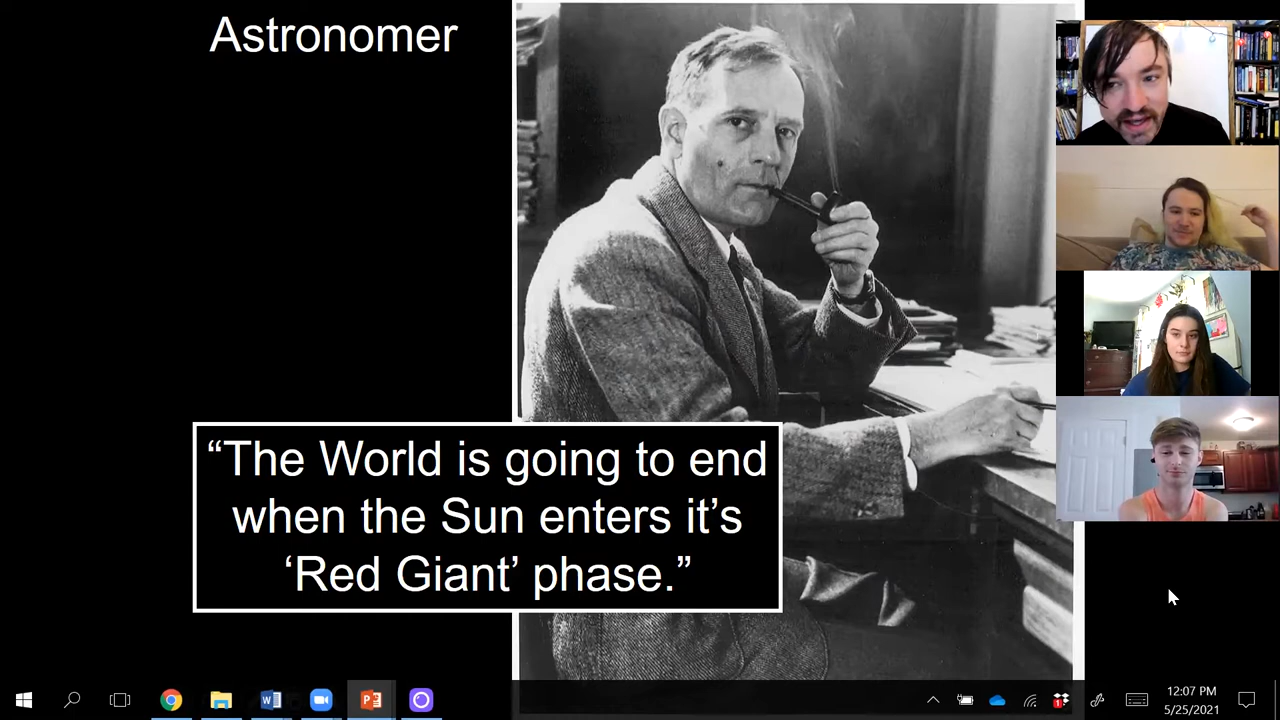 Astronomer
“The World is going to end
when the Sun enters it’s
‘Red Giant’ phase.”
12:07 PM
5/25/2021